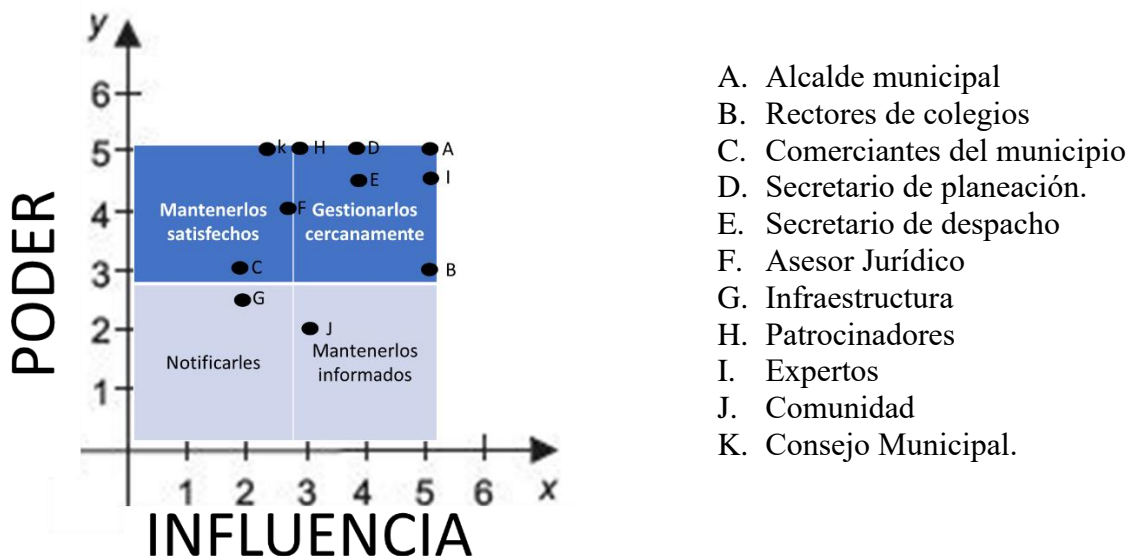 y
6
5
4
3
2
1
PODER
k
H
D
A
E
I
F
Mantenerlos
satisfechos
Gestionarlos
cercanamente
C
B
G
J
Notificarles
Mantenerlos
informados
1 2 3 4 5 6 x
INFLUENCIA
A. Alcalde municipal
B. Rectores de colegios
C. Comerciantes del municipio
D. Secretario de planeación.
E. Secretario de despacho
F. Asesor Jurídico
G. Infraestructura
H. Patrocinadores
I. Expertos
J. Comunidad
K. Consejo Municipal.